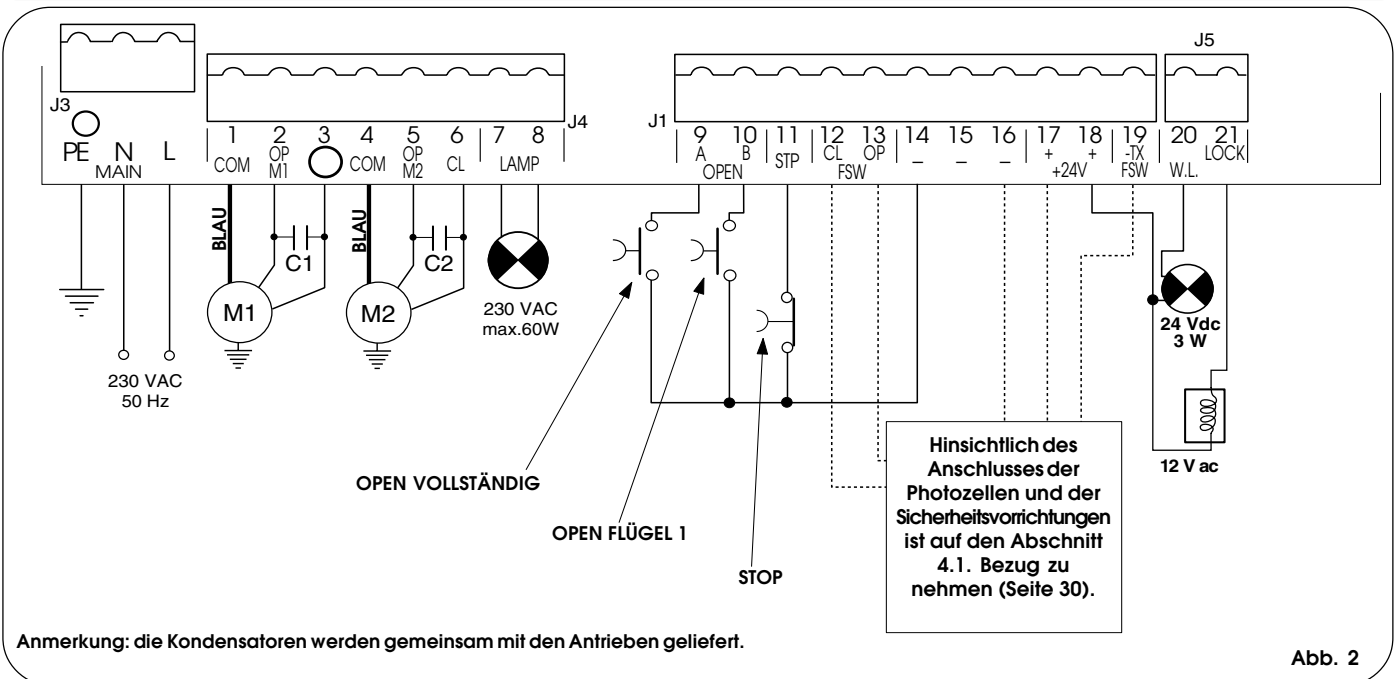 J5
J3
J4
J1
PE N L
MAIN
1 2 3 4 5 6 7 8
COM OP M1 COM OP M2 CL LAMP
9 10 11 12 13 14 15 16 17 18 19 20 21
A B STP CL OP – – – + + -TX LOCK
OPEN FSW +24V FSW W.L.
BLAU
BLAU
C1
C2
M1
M2
230 VAC
max.60W
230 VAC
50 Hz
24 Vdc
3 W
12 V ac
OPEN VOLLSTÄNDIG
OPEN FLÜGEL 1
STOP
Hinsichtlich des
Anschlusses der
Photozellen und der
Sicherheitsvorrichtungen
ist auf den Abschnitt
4.1. Bezug zu
nehmen (Seite 30).
Anmerkung: die Kondensatoren werden gemeinsam mit den Antrieben geliefert.
Abb. 2